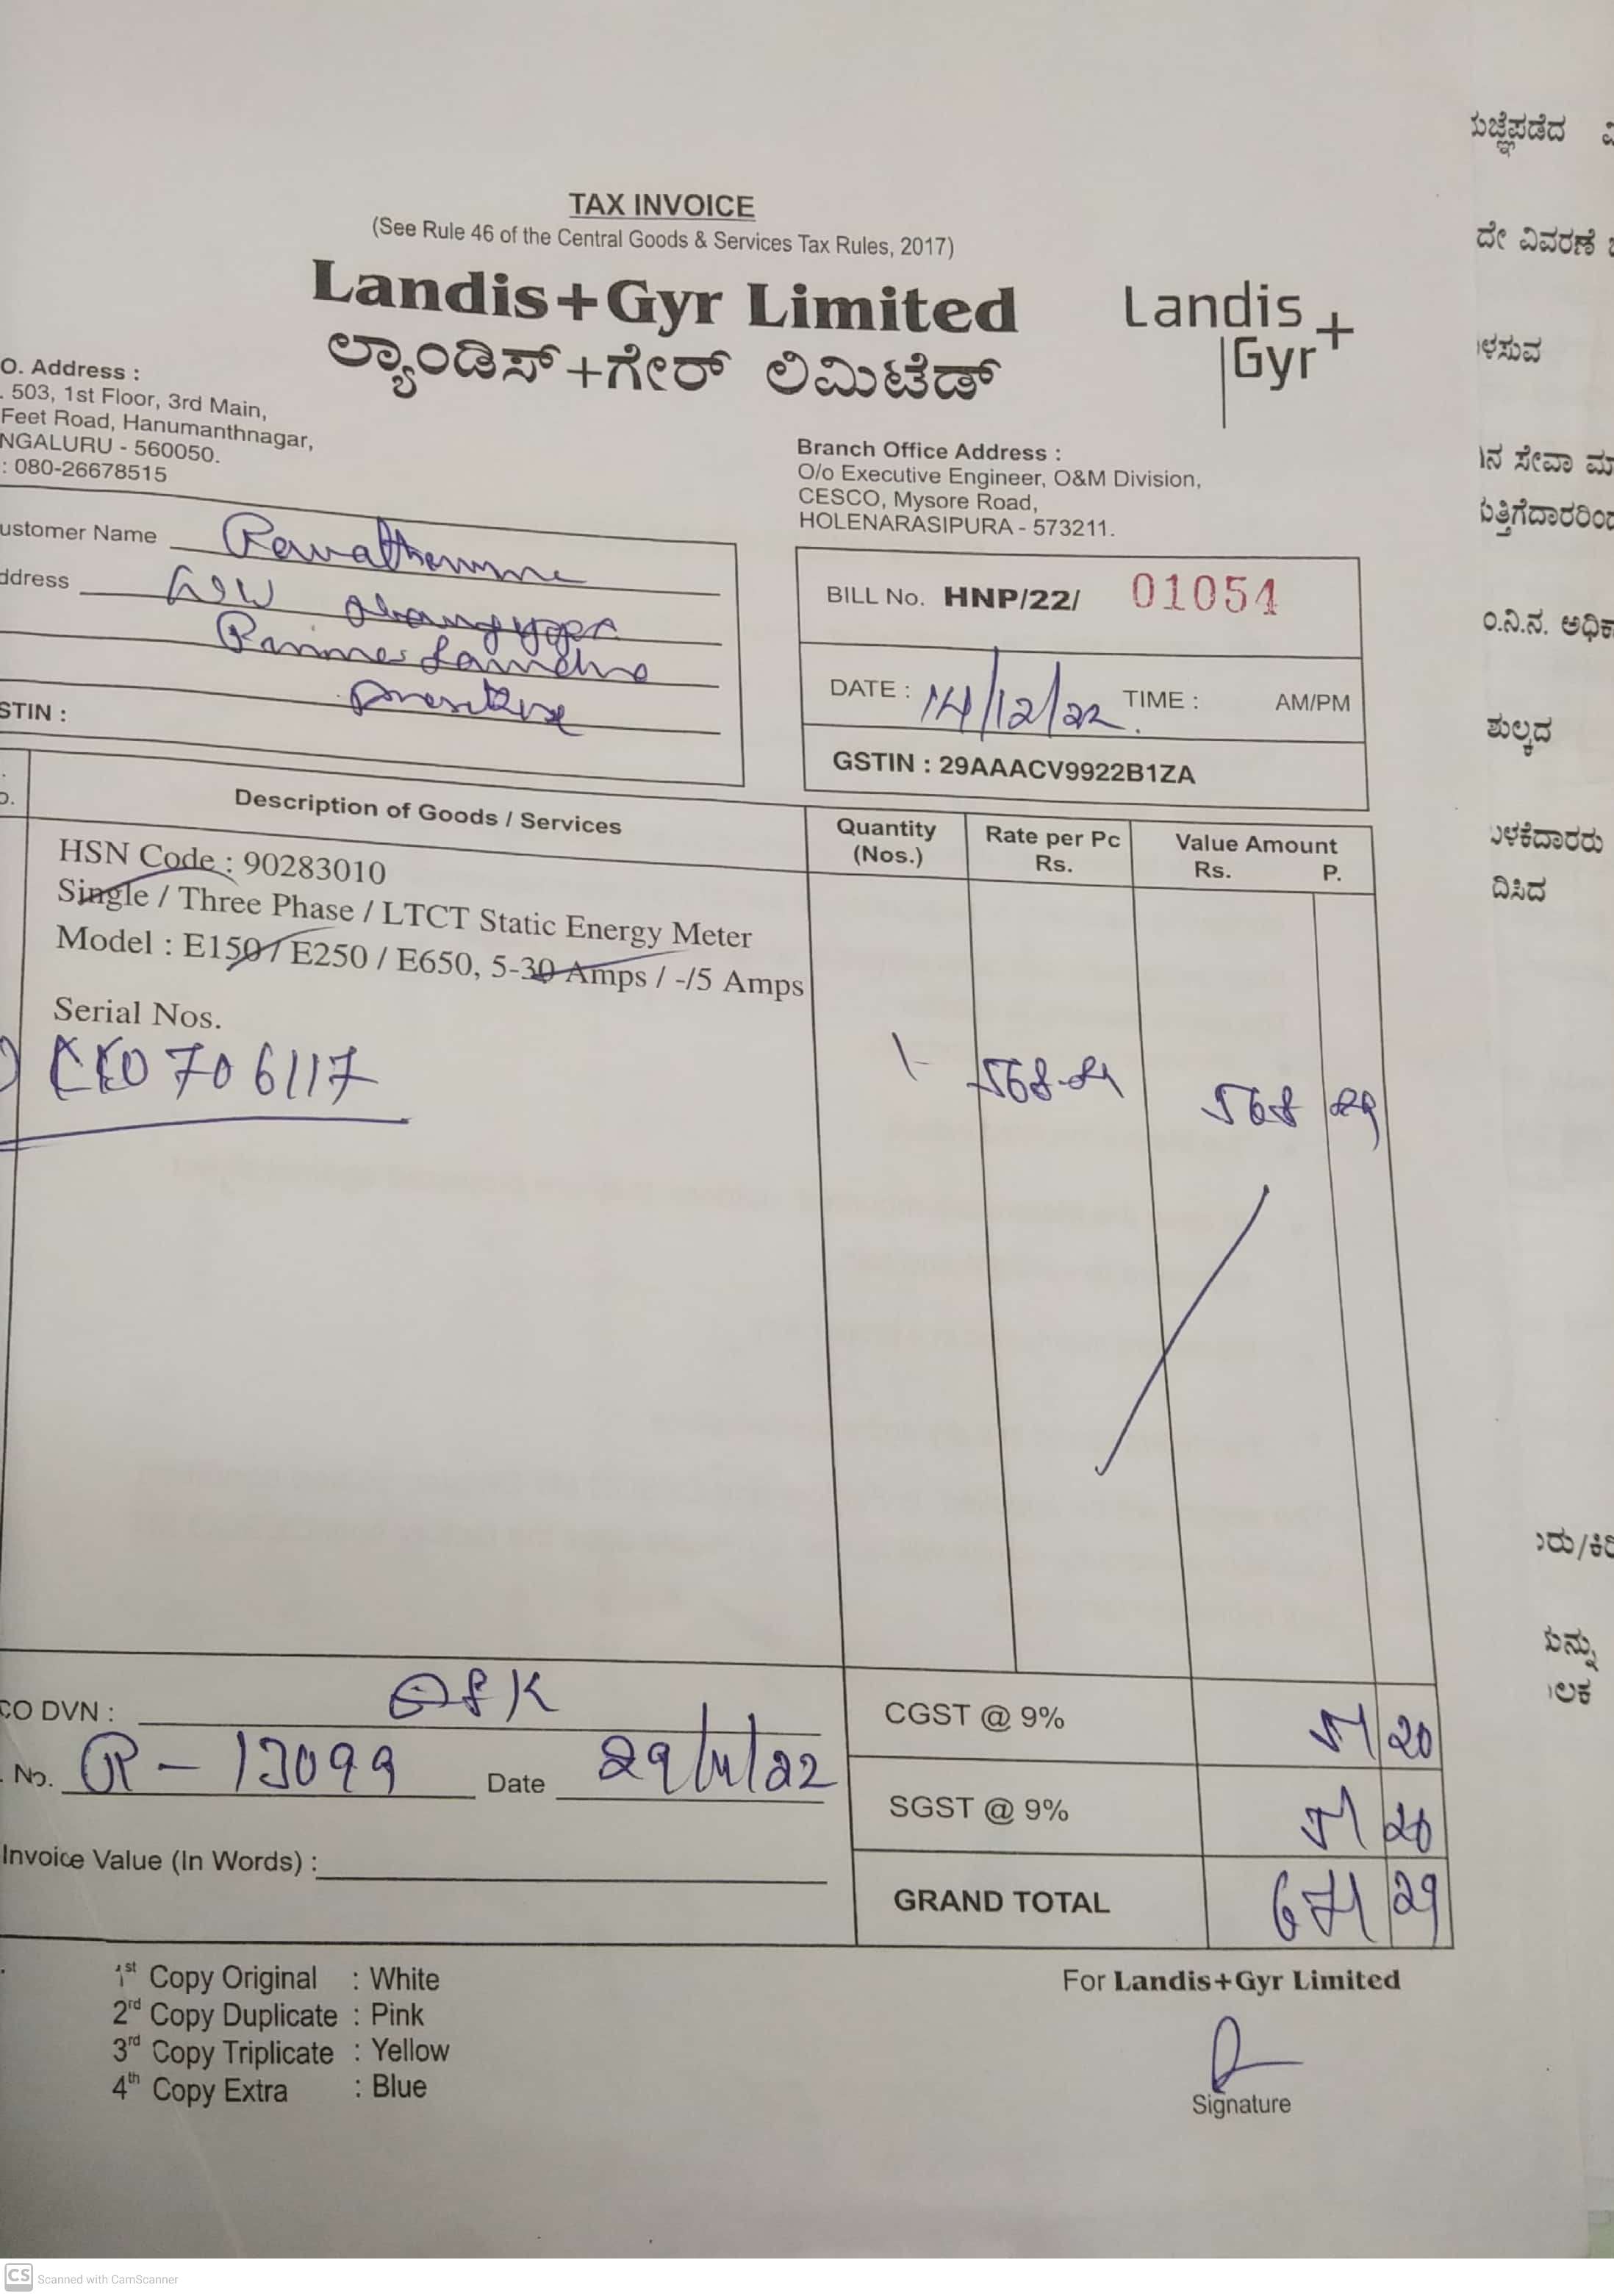 TAX INVOICE
(See Rule 46 of the Central Goods & Services Tax Rules, 2017)
Landis+Gyr Limited
ಲ್ಯಾಂಡಿಸ್+ಗೇರ್ ಲಿಮಿಟೆಡ್
Landis
Gyr+
O. Address :
. 503, 1st Floor, 3rd Main,
Feet Road, Hanumanthnagar,
NGALURU - 560050.
: 080-26678515
Branch Office Address :
O/o Executive Engineer, O&M Division,
CESCO, Mysore Road,
HOLENARASIPURA - 573211.
ustomer Name
ddress
STIN :
BILL No. HNP/22/ 01054
DATE : 14/12/22 TIME : AM/PM
GSTIN : 29AAACV9922B1ZA
Description of Goods / Services
Quantity (Nos.)
Rate per Pc Rs.
Value Amount Rs. P.
HSN Code : 90283010
Single / Three Phase / LTCT Static Energy Meter
Model : E150 / E250 / E650, 5-30 Amps / -/5 Amps
Serial Nos.
706117
568 568
CO DVN :
No. R - 13099 Date 29/11/22
Invoice Value (In Words) :
CGST @ 9% 51 20
SGST @ 9% 51 20
GRAND TOTAL 671 29
1st Copy Original : White
2rd Copy Duplicate : Pink
3rd Copy Triplicate : Yellow
4th Copy Extra : Blue
For Landis+Gyr Limited
Signature
ದೇ ವಿವರಣೆ
ಳಸುವ
ನ ಸೇವಾ
ಶುಲ್ಕದ
ಳಕೆದಾರರು
ದಿಸಿದ
CS Scanned with CamScanner